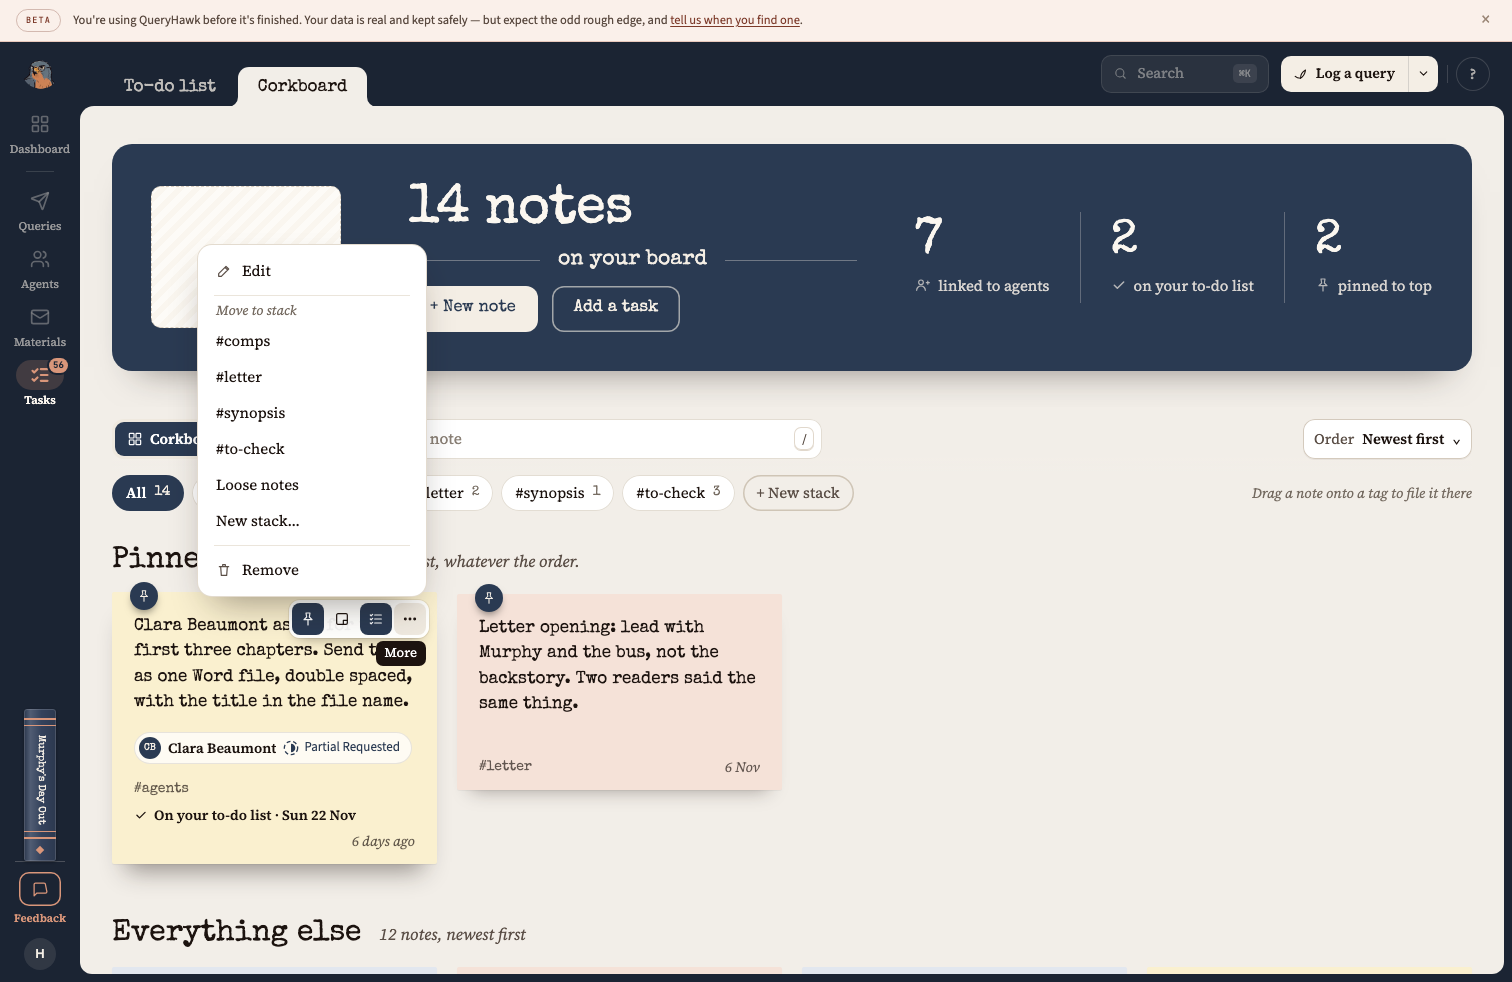 BETA
You're using QueryHawk before it's finished. Your data is real and kept safely — but expect the odd rough edge, and tell us when you find one.
×
To-do list
Corkboard
Search
⌘K
Log a query
?
Dashboard
Queries
Agents
Materials
56
Tasks
Murphy's Day Out
Feedback
H
14 notes
on your board
+ New note
Add a task
7
linked to agents
2
on your to-do list
2
pinned to top
Edit
Move to stack
#comps
#letter
#synopsis
#to-check
Loose notes
New stack...
Remove
note
/
Order Newest first
All 14
letter 2
#synopsis 1
#to-check 3
+ New stack
Drag a note onto a tag to file it there
whatever the order.
More
Clara Beaumont
first three chapters. Send
as one Word file, double spaced,
with the title in the file name.
CB
Clara Beaumont
Partial Requested
#agents
On your to-do list · Sun 22 Nov
6 days ago
Letter opening: lead with
Murphy and the bus, not the
backstory. Two readers said the
same thing.
#letter
6 Nov
Everything else
12 notes, newest first